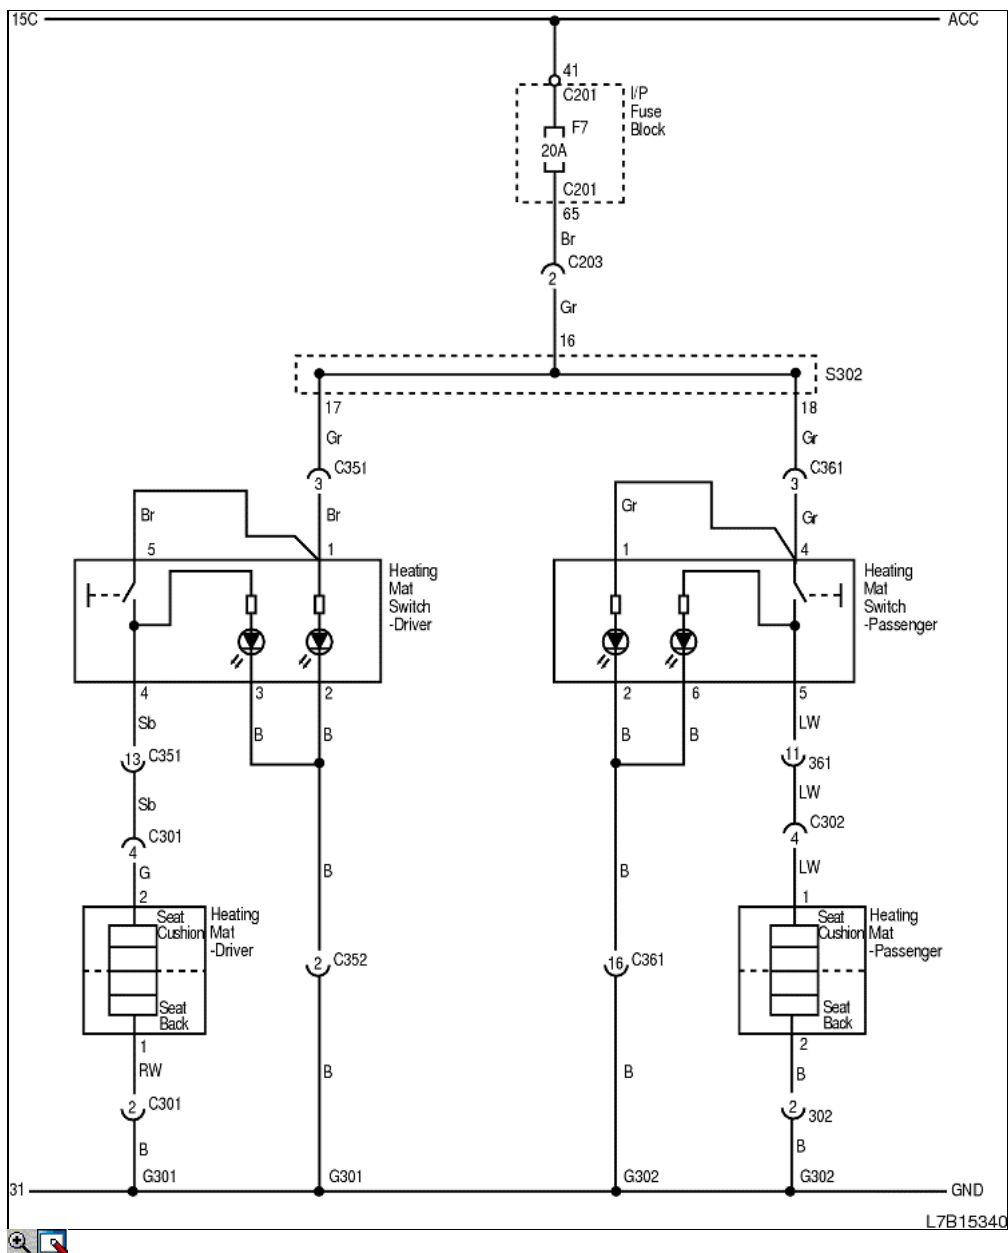 15C ACC
41
C201
I/P
Fuse
Block
F7
20A
C201
65
Br
C203
2
Gr
16
S302
17 18
Gr Gr
C351 C361
3 3
Br Br Gr Gr
5 1 1 4
Heating
Mat
Switch
-Driver
Heating
Mat
Switch
-Passenger
4 3 2 2 6 5
Sb B B B B LW
13 C351 11 361
Sb LW
C301 C302
4 4
G B B LW
2 1
Seat
Cushion
Heating
Mat
-Driver
Seat
Cushion
Heating
Mat
-Passenger
2 C352 16 C361
Seat
Back
Seat
Back
1 2
RW B B B
2 C301 2 302
B B
G301 G301 G302 G302
31 GND
L7B15340